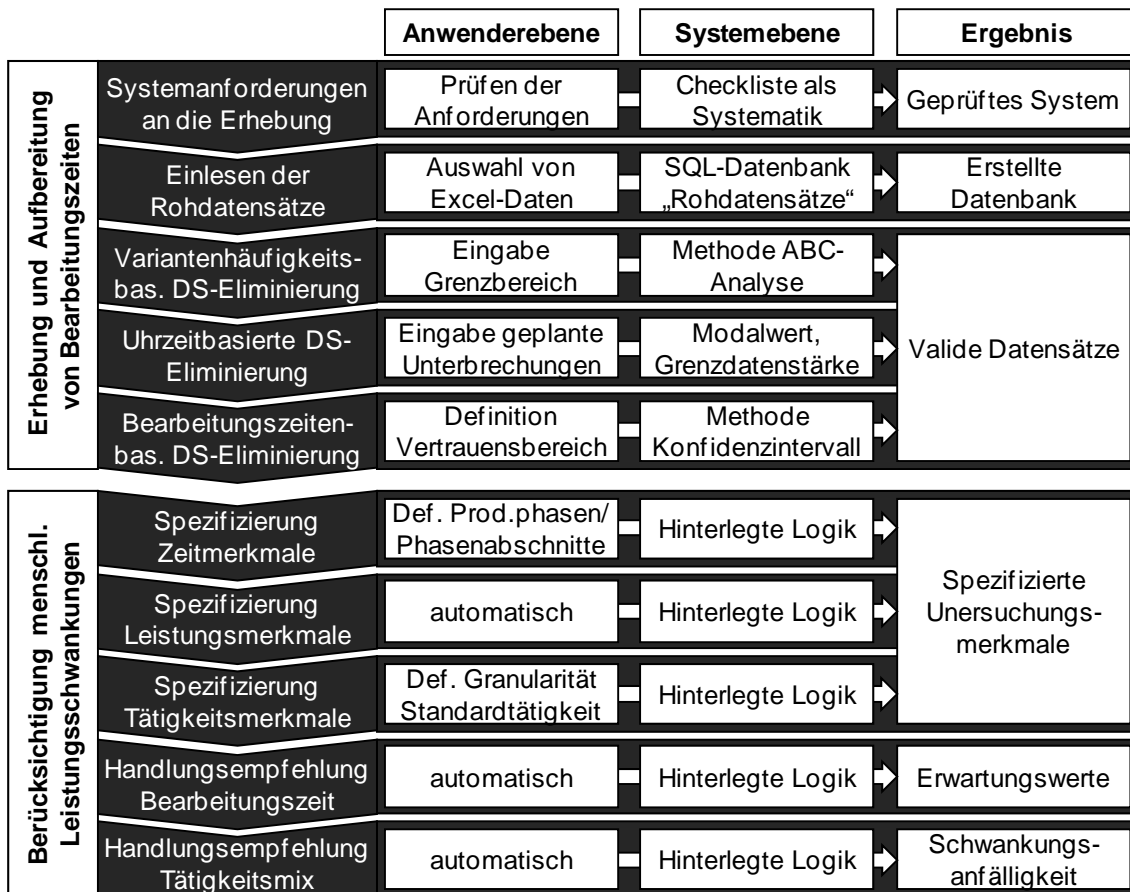 Anwenderebene
Systemebene
Ergebnis
Erhebung und Aufbereitung
von Bearbeitungszeiten
Systemanforderungen
an die Erhebung
Prüfen der
Anforderungen
Checkliste als
Systematik
Geprüftes System
Einlesen der
Rohdatensätze
Auswahl von
Excel-Daten
SQL-Datenbank
„Rohdatensätze“
Erstellte
Datenbank
Variantenhäufigkeits-
bas. DS-Eliminierung
Eingabe
Grenzbereich
Methode ABC-
Analyse
Uhrzeitbasierte DS-
Eliminierung
Eingabe geplante
Unterbrechungen
Modalwert,
Grenzdatenstärke
Valide Datensätze
Bearbeitungszeiten-
bas. DS-Eliminierung
Definition
Vertrauensbereich
Methode
Konfidenzintervall
Berücksichtigung menschl.
Leistungsschwankungen
Spezifizierung
Zeitmerkmale
Def. Prod.phasen/
Phasenabschnitte
Hinterlegte Logik
Spezifizierung
Leistungsmerkmale
automatisch
Hinterlegte Logik
Spezifizierte
Unersuchungs-
merkmale
Spezifizierung
Tätigkeitsmerkmale
Def. Granularität
Standardtätigkeit
Hinterlegte Logik
Handlungsempfehlung
Bearbeitungszeit
automatisch
Hinterlegte Logik
Erwartungswerte
Handlungsempfehlung
Tätigkeitsmix
automatisch
Hinterlegte Logik
Schwankungs-
anfälligkeit